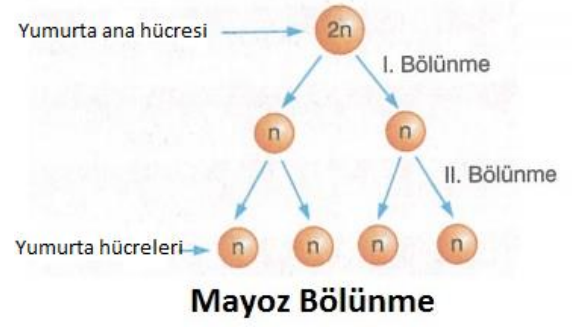 Yumurta ana hücresi
2n
I. Bölünme
n
n
II. Bölünme
Yumurta hücreleri
n
n
n
n
Mayoz Bölünme